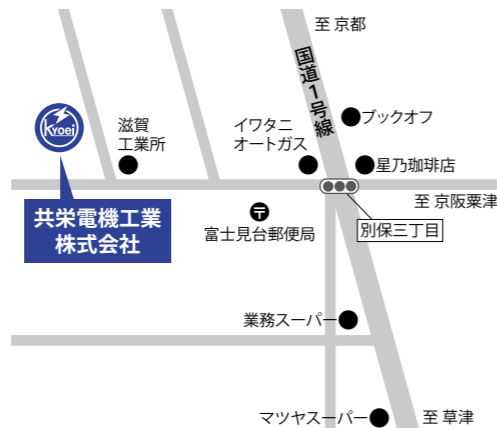 至 京都
国道1号線
Kyoei
滋賀
工業所
イワタニ
オートガス
ブックオフ
星乃珈琲店
至 京阪粟津
共栄電機工業
株式会社
〒
富士見台郵便局
別保三丁目
業務スーパー
マツヤスーパー
至 草津